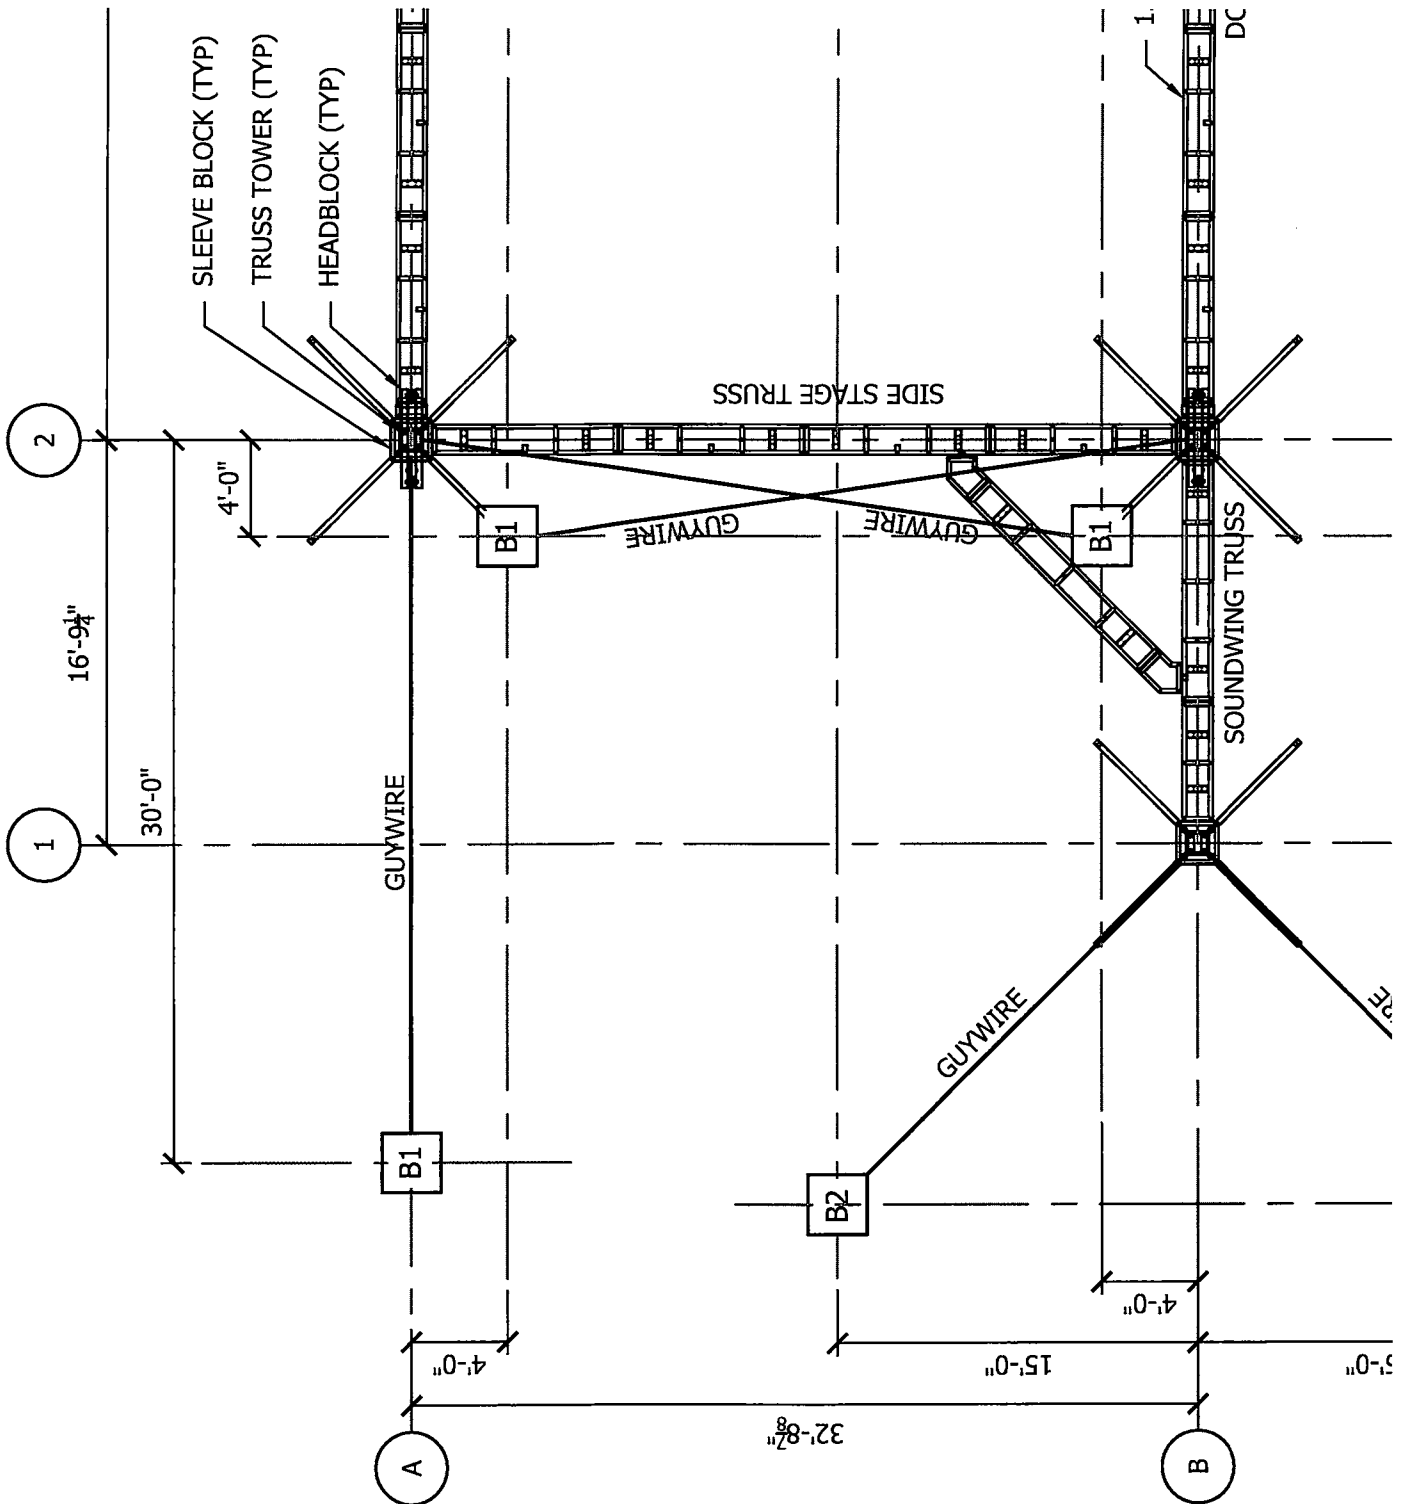 SLEEVE BLOCK (TYP)
TRUSS TOWER (TYP)
HEADBLOCK (TYP)
1
DO
2
4'-0"
16'-9¼"
30'-0"
1
SIDE STAGE TRUSS
GUYWIRE
GUYWIRE
B1
B1
SOUNDWING TRUSS
GUYWIRE
B1
GUYWIRE
B2
4'-0"
4'-0"
15'-0"
32'-8⅞"
A
B